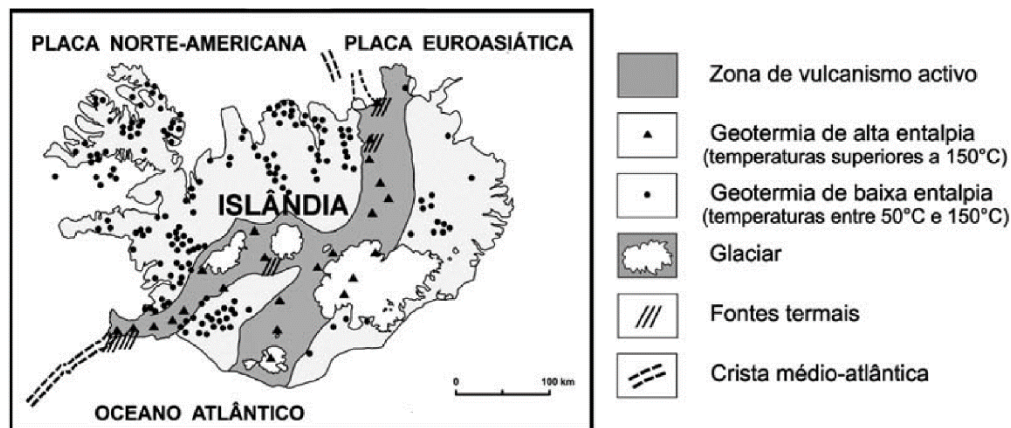 PLACA NORTE-AMERICANA
PLACA EUROASIÁTICA
ISLÂNDIA
OCEANO ATLÂNTICO
0 100 km
Zona de vulcanismo activo
Geotermia de alta entalpia
(temperaturas superiores a 150°C)
Geotermia de baixa entalpia
(temperaturas entre 50°C e 150°C)
Glaciar
Fontes termais
Crista médio-atlântica